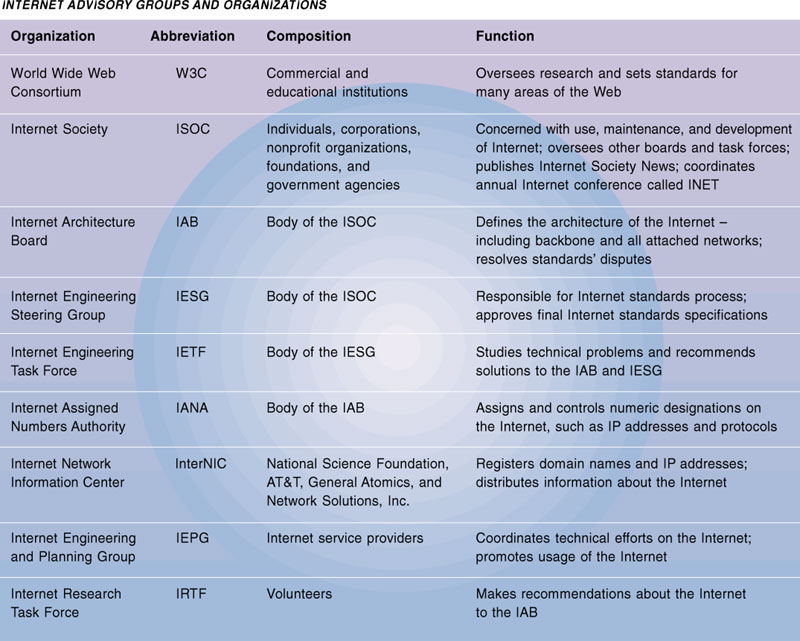 INTERNET ADVISORY GROUPS AND ORGANIZATIONS
Organization Abbreviation Composition Function
World Wide Web W3C Commercial and Oversees research and sets standards for
Consortium educational institutions many areas of the Web
Internet Society ISOC Individuals, corporations, Concerned with use, maintenance, and development
nonprofit organizations, of Internet; oversees other boards and task forces;
foundations, and publishes Internet Society News; coordinates
government agencies annual Internet conference called INET
Internet Architecture IAB Body of the ISOC Defines the architecture of the Internet –
Board including backbone and all attached networks;
resolves standards' disputes
Internet Engineering IESG Body of the ISOC Responsible for Internet standards process;
Steering Group approves final Internet standards specifications
Internet Engineering IETF Body of the IESG Studies technical problems and recommends
Task Force solutions to the IAB and IESG
Internet Assigned IANA Body of the IAB Assigns and controls numeric designations on
Numbers Authority the Internet, such as IP addresses and protocols
Internet Network InterNIC National Science Foundation, Registers domain names and IP addresses;
Information Center AT&T, General Atomics, and distributes information about the Internet
Network Solutions, Inc.
Internet Engineering IEPG Internet service providers Coordinates technical efforts on the Internet;
and Planning Group promotes usage of the Internet
Internet Research IRTF Volunteers Makes recommendations about the Internet
Task Force to the IAB